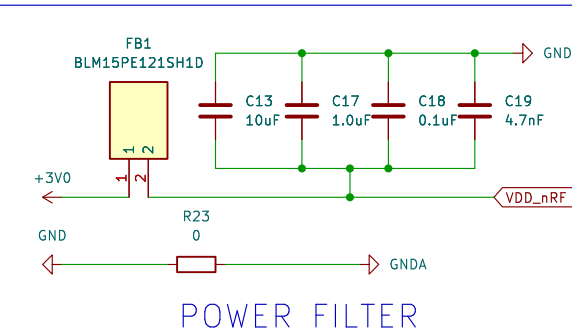 FB1
BLM15PE121SH1D
GND
C13
10uF
C17
1.0uF
C18
0.1uF
C19
4.7nF
1
2
1
2
+3V0
VDD_nRF
R23
0
GND
GNDA
POWER FILTER